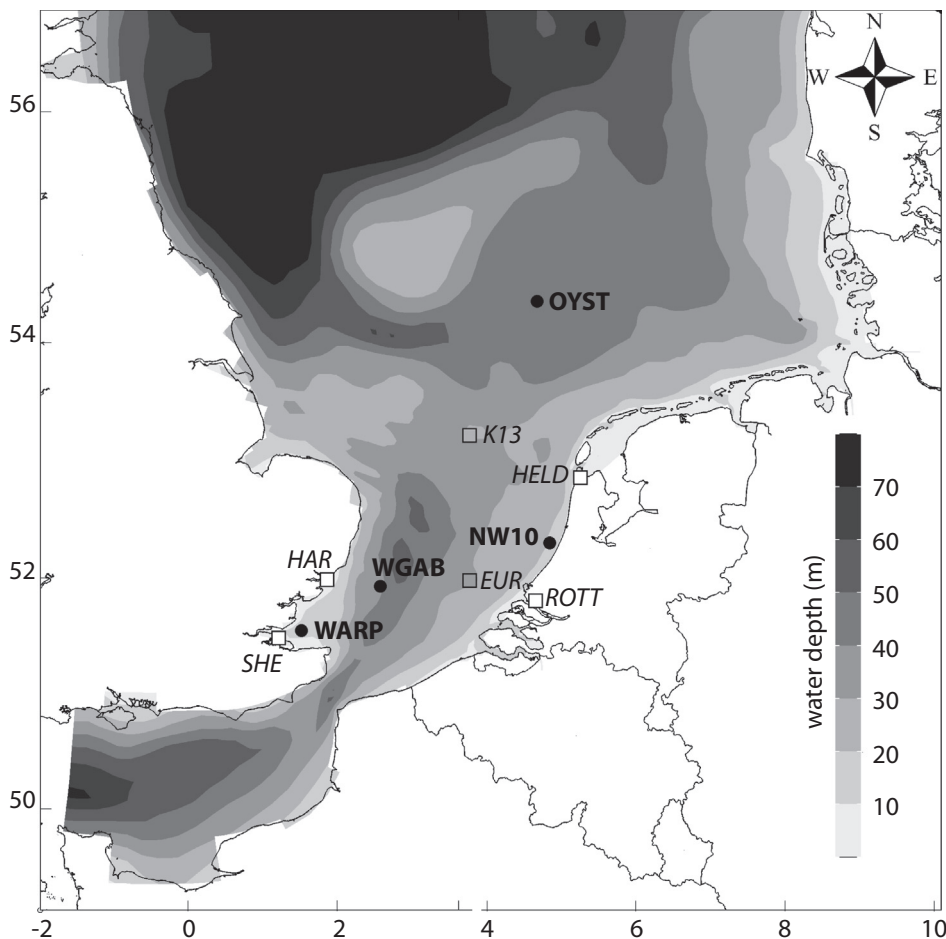 N
56
W E
S
OYST
54
K13
HELD
70
NW10
60
HAR
WGAB
52
EUR
50
ROTT
WARP
40
SHE
30
water depth (m)
20
10
50
-2 0 2 4 6 8 10